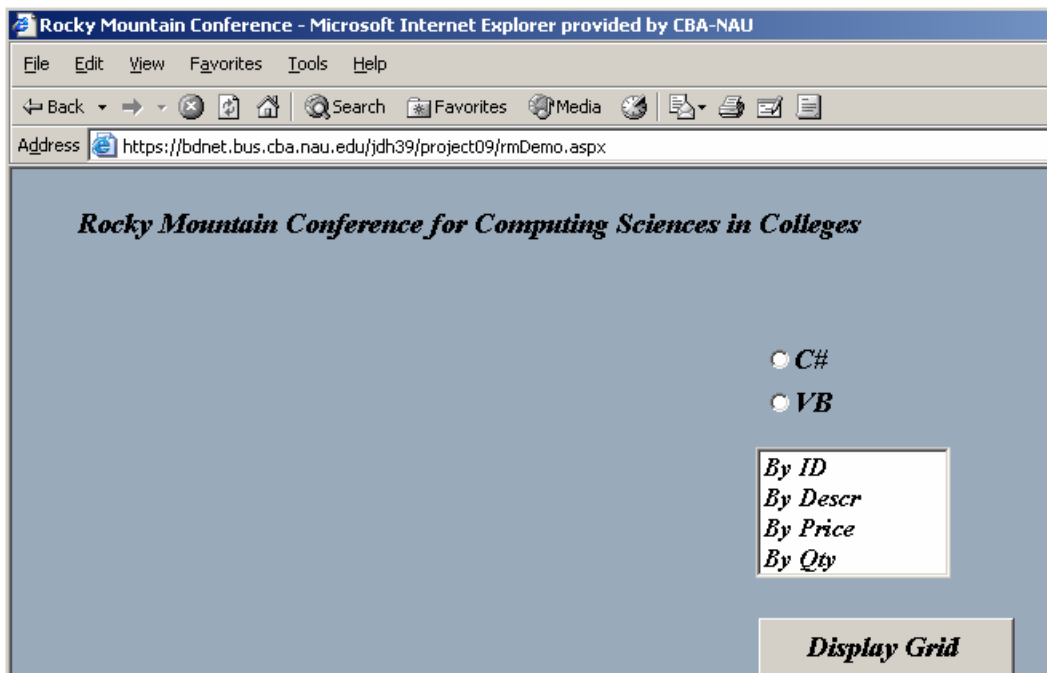 Rocky Mountain Conference - Microsoft Internet Explorer provided by CBA-NAU
File Edit View Favorites Tools Help
Back Search Favorites Media
Address https://bdnet.bus.cba.nau.edu/jdh39/project09/rmDemo.aspx
Rocky Mountain Conference for Computing Sciences in Colleges
C#
VB
By ID
By Descr
By Price
By Qty
Display Grid